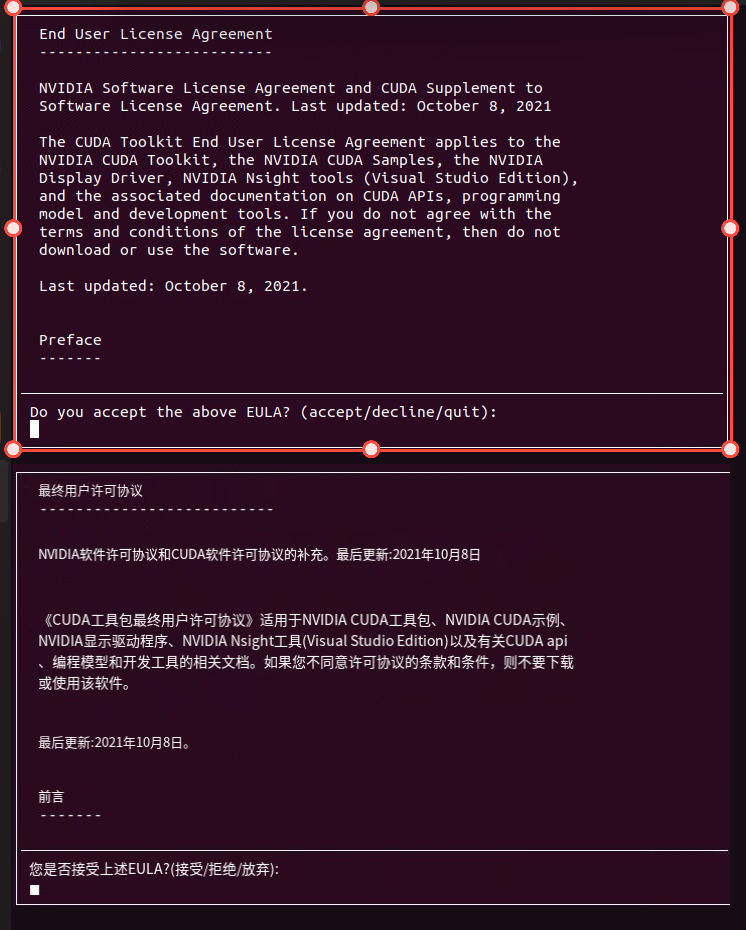 End User License Agreement
--------------------------
NVIDIA Software License Agreement and CUDA Supplement to
Software License Agreement. Last updated: October 8, 2021
The CUDA Toolkit End User License Agreement applies to the
NVIDIA CUDA Toolkit, the NVIDIA CUDA Samples, the NVIDIA
Display Driver, NVIDIA Nsight tools (Visual Studio Edition),
and the associated documentation on CUDA APIs, programming
model and development tools. If you do not agree with the
terms and conditions of the license agreement, then do not
download or use the software.
Last updated: October 8, 2021.
Preface
-------
Do you accept the above EULA? (accept/decline/quit):
最终用户许可协议
--------------------------
NVIDIA软件许可协议和CUDA软件许可协议的补充。最后更新:2021年10月8日
《CUDA工具包最终用户许可协议》适用于NVIDIA CUDA工具包、NVIDIA CUDA示例、
NVIDIA显示驱动程序、NVIDIA Nsight工具(Visual Studio Edition)以及有关CUDA api
、编程模型和开发工具的相关文档。如果您不同意许可协议的条款和条件，则不要下载
或使用该软件。
最后更新:2021年10月8日。
前言
-------
您是否接受上述EULA?(接受/拒绝/放弃):